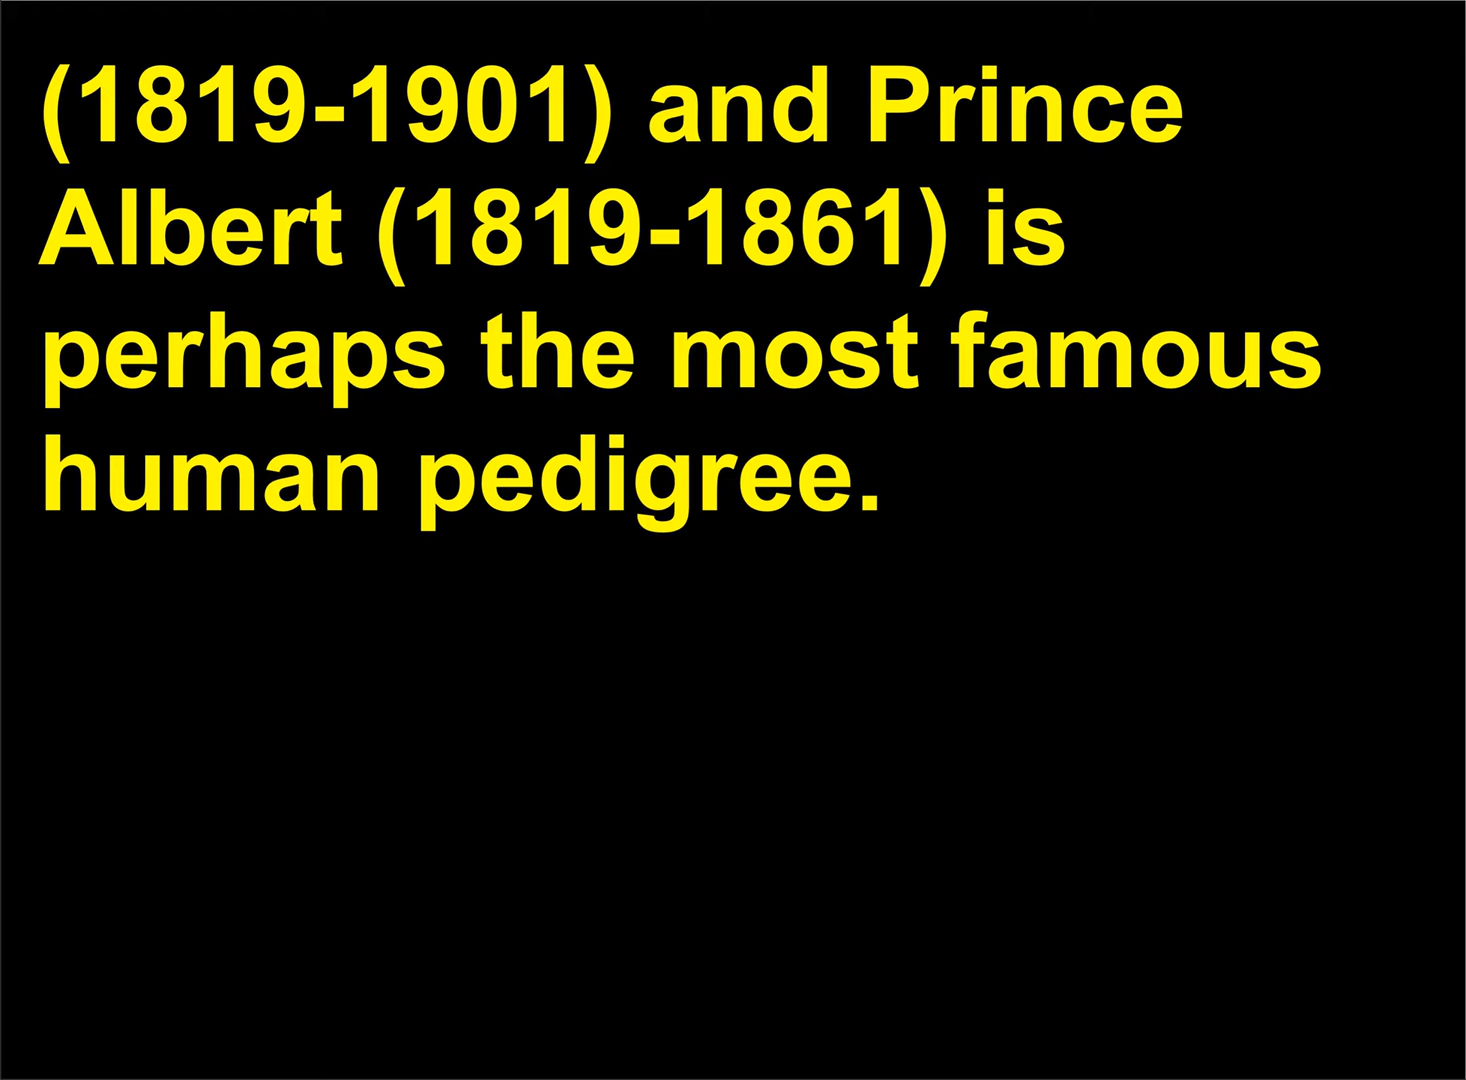 (1819-1901) and Prince
Albert (1819-1861) is
perhaps the most famous
human pedigree.